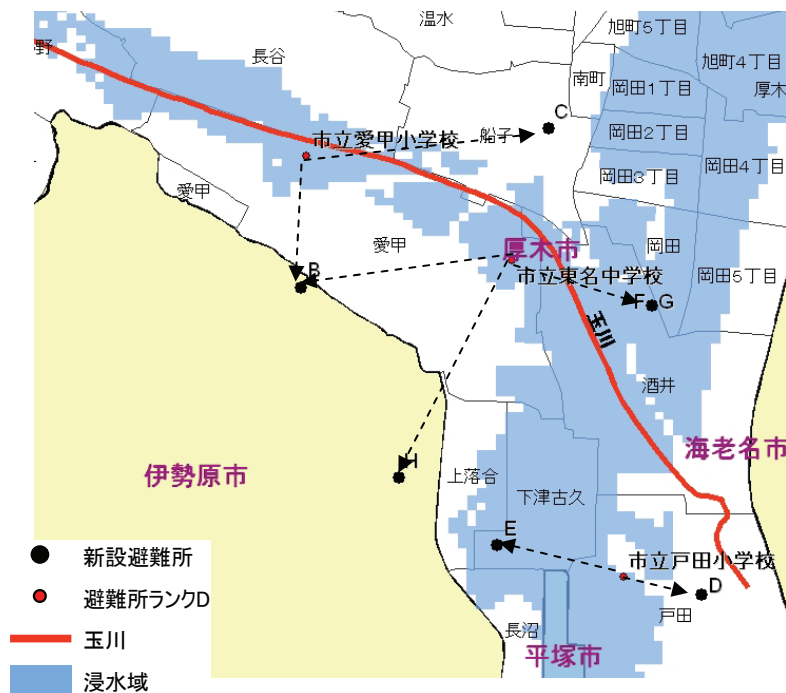 温水
旭町5丁目
野
長谷
南町
旭町4丁目
岡田1丁目
厚木
C
船子
岡田2丁目
市立愛甲小学校
岡田3丁目
岡田4丁目
愛甲
愛甲
岡田
厚木市
B
市立東名中学校
岡田5丁目
F G
玉川
酒井
海老名市
H
上落合
伊勢原市
下津古久
E
新設避難所
市立戸田小学校
避難所ランクD
D
戸田
玉川
長沼
平塚市
浸水域